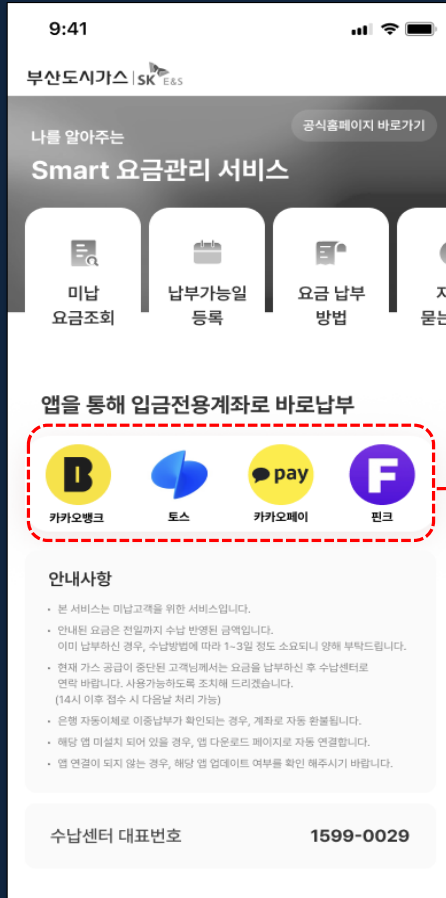 9:41
부산도시가스 SK E&S
나를 알아주는
공식홈페이지 바로가기
Smart 요금관리 서비스
미납
요금조회
납부가능일
등록
요금 납부
방법
앱을 통해 입금전용계좌로 바로납부
B
pay
F
카카오뱅크
토스
카카오페이
핀크
안내사항
• 본 서비스는 미납고객을 위한 서비스입니다.
• 안내된 요금은 전일까지 수납 반영된 금액입니다.
이미 납부하신 경우, 수납방법에 따라 1~3일 정도 소요되니 양해 부탁드립니다.
• 현재 가스 공급이 중단된 고객님께서는 요금을 납부하신 후 수납센터로
연락 바랍니다. 사용가능하도록 조치해 드리겠습니다.
(14시 이후 접수 시 다음날 처리 가능)
• 은행 자동이체로 이중납부가 확인되는 경우, 계좌로 자동 환불됩니다.
• 해당 앱 미설치 되어 있을 경우, 앱 다운로드 페이지로 자동 연결합니다.
• 앱 연결이 되지 않는 경우, 해당 앱 업데이트 여부를 확인 해주시기 바랍니다.
수납센터 대표번호
1599-0029